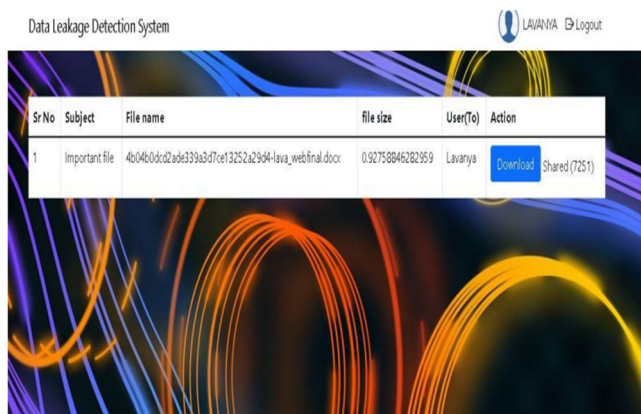 Data Leakage Detection System
LAVANYA Logout
Sr No Subject File name file size User(To) Action
1 Important file 4b04b0dcd2ade339a3d7ce13252a29d4-lava_webfinal.docx 0.92758846282959 Lavanya Download Shared (7251)